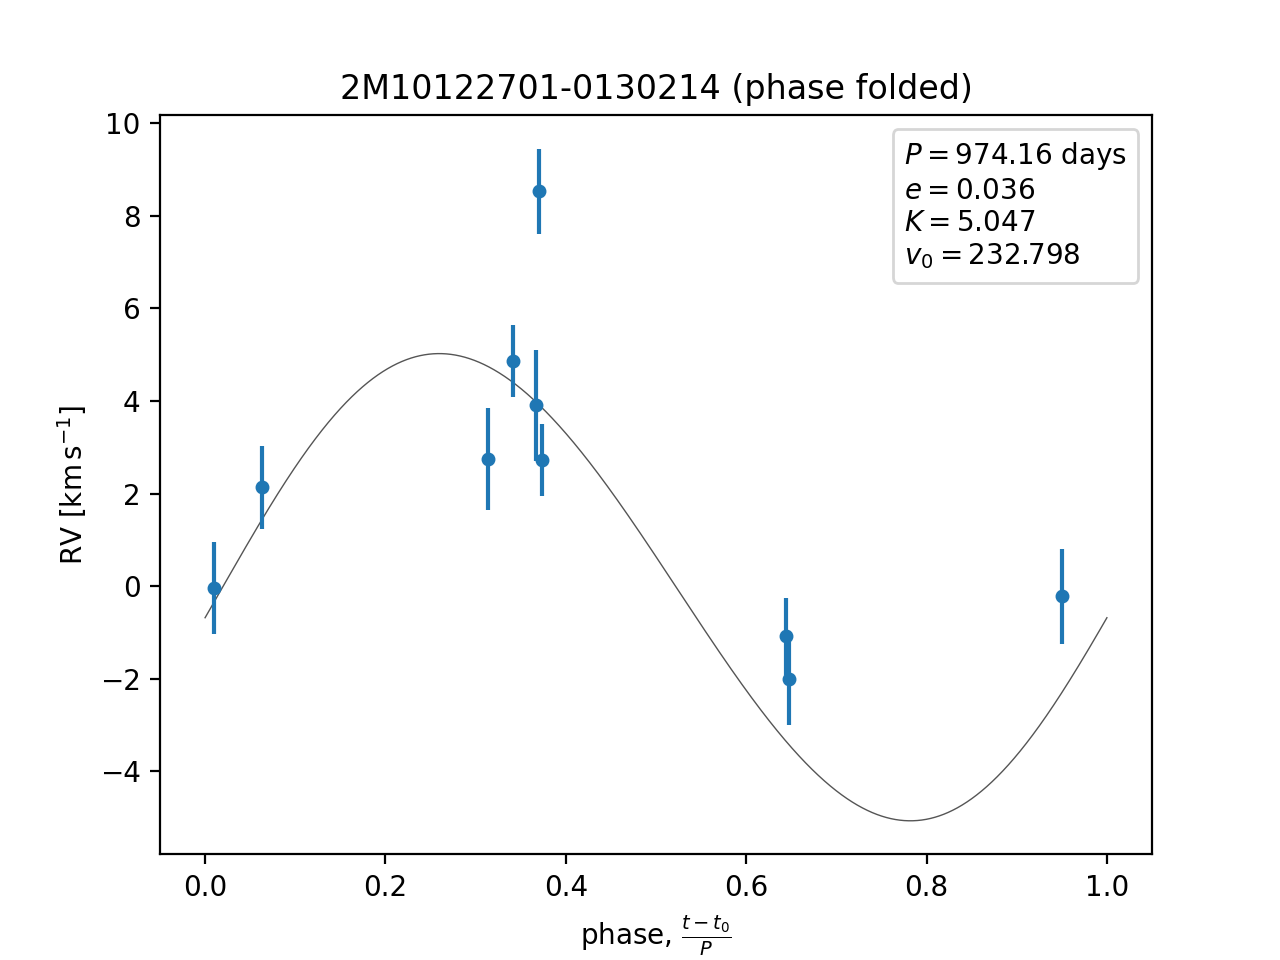 2M10122701-0130214 (phase folded)
P = 974.16 days
e = 0.036
K = 5.047
v₀ = 232.798
RV [km s⁻¹]
10
8
6
4
2
0
−2
−4
0.0 0.2 0.4 0.6 0.8 1.0
phase, (t − t₀)/P